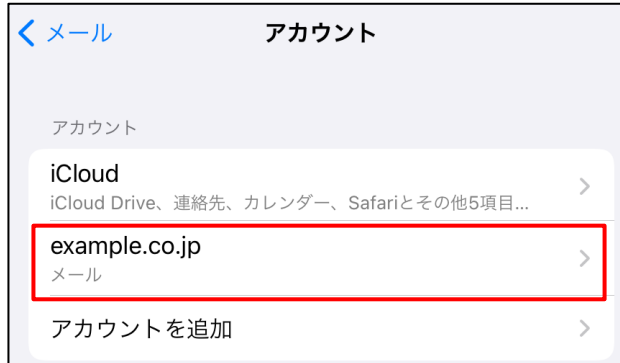 メール
アカウント
アカウント
iCloud
iCloud Drive、連絡先、カレンダー、Safariとその他5項目...
example.co.jp
メール
アカウントを追加